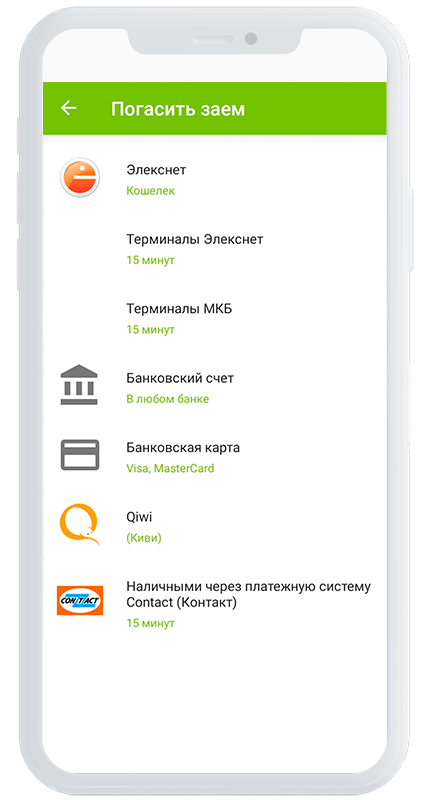 Погасить заем
Элекснет
Кошелек
Терминалы Элекснет
15 минут
Терминалы МКБ
15 минут
Банковский счет
В любом банке
Банковская карта
Visa, MasterCard
Qiwi
(Киви)
Наличными через платежную систему
CONTACT
Contact (Контакт)
15 минут